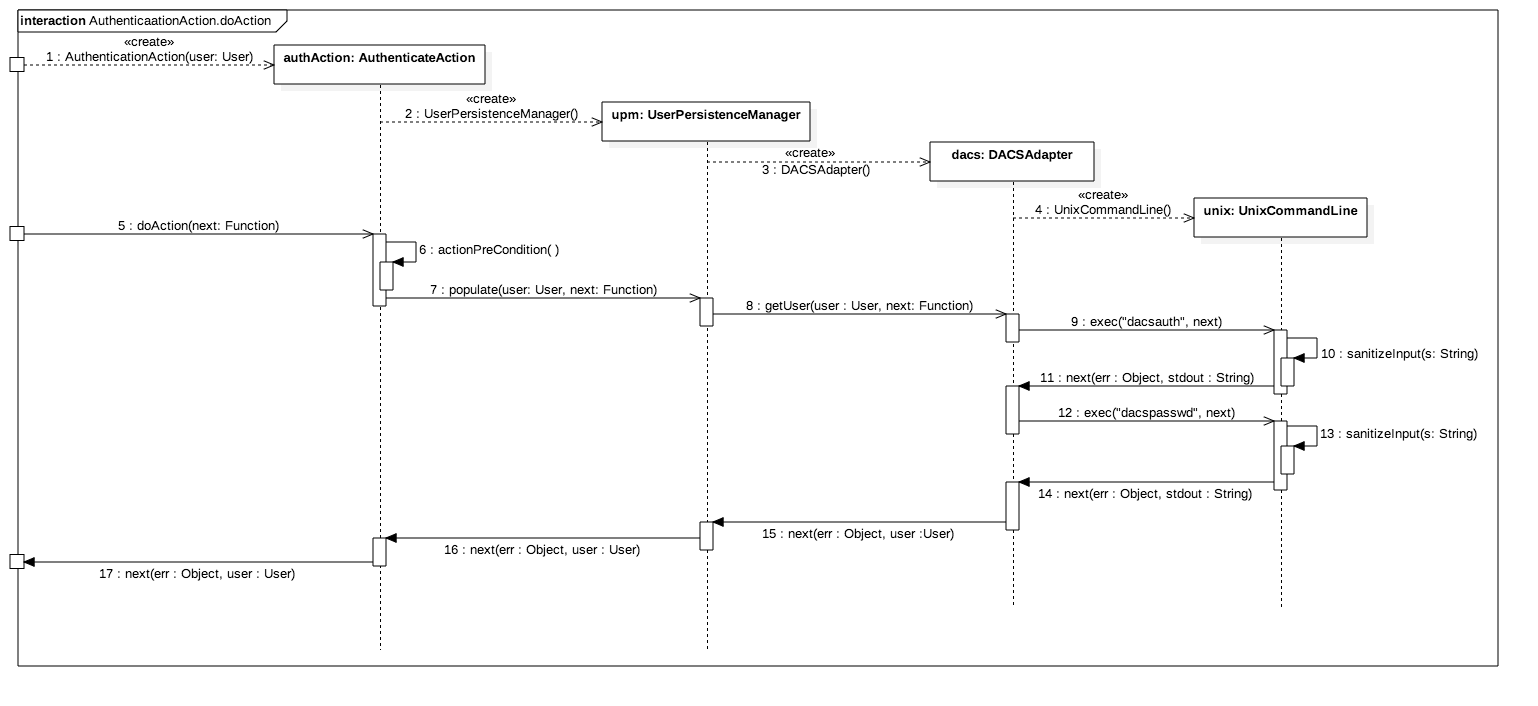 interaction AuthenticaationAction.doAction
«create»
1 : AuthenticationAction(user: User)
authAction: AuthenticateAction
«create»
2 : UserPersistenceManager()
upm: UserPersistenceManager
«create»
3 : DACSAdapter()
dacs: DACSAdapter
«create»
4 : UnixCommandLine()
unix: UnixCommandLine
5 : doAction(next: Function)
6 : actionPreCondition( )
7 : populate(user: User, next: Function)
8 : getUser(user : User, next: Function)
9 : exec("dacsauth", next)
10 : sanitizeInput(s: String)
11 : next(err : Object, stdout : String)
12 : exec("dacspasswd", next)
13 : sanitizeInput(s: String)
14 : next(err : Object, stdout : String)
15 : next(err : Object, user :User)
16 : next(err : Object, user : User)
17 : next(err : Object, user : User)